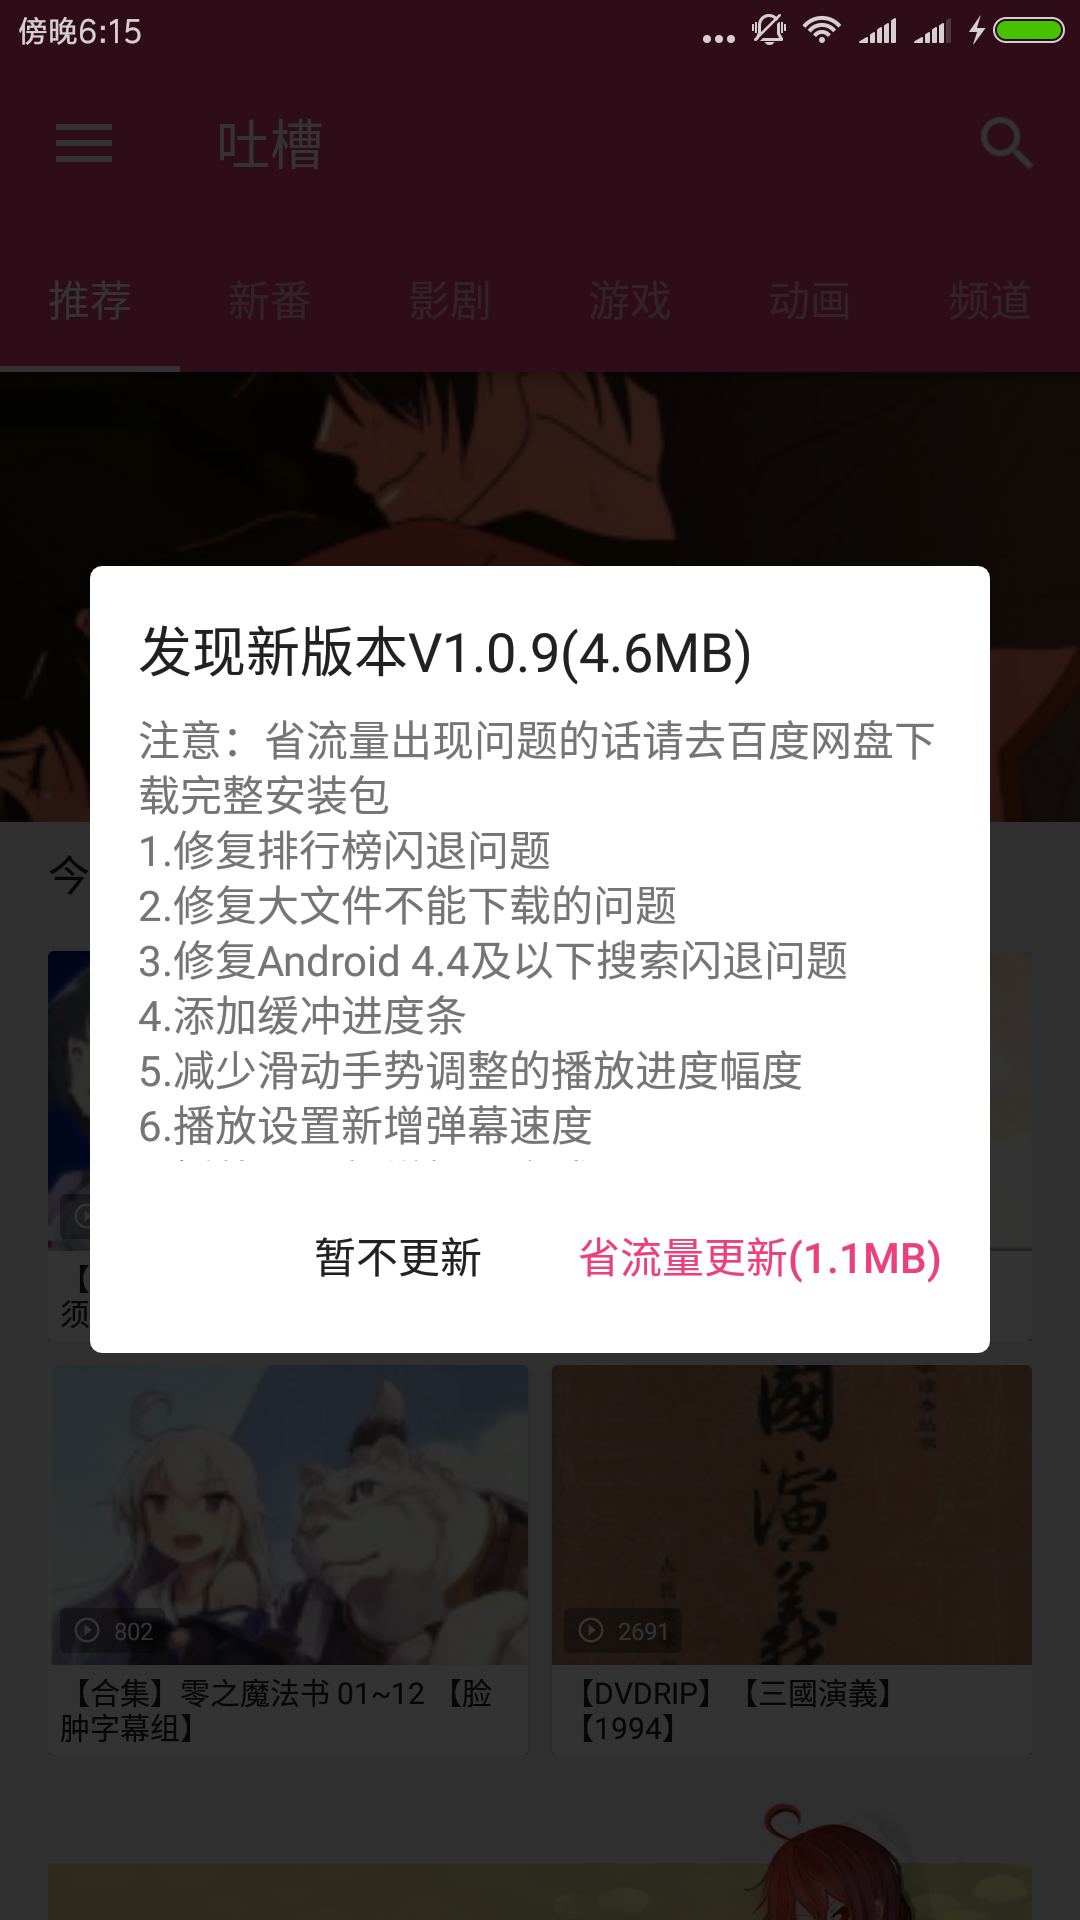 傍晚6:15
吐槽
推荐 新番 影剧 游戏 动画 频道
发现新版本V1.0.9(4.6MB)
注意：省流量出现问题的话请去百度网盘下
载完整安装包
1.修复排行榜闪退问题
2.修复大文件不能下载的问题
3.修复Android 4.4及以下搜索闪退问题
4.添加缓冲进度条
5.减少滑动手势调整的播放进度幅度
6.播放设置新增弹幕速度
暂不更新 省流量更新(1.1MB)
今
【
须
802
【合集】零之魔法书 01~12 【脸
肿字幕组】
國演義
2691
【DVDRIP】【三國演義】
【1994】